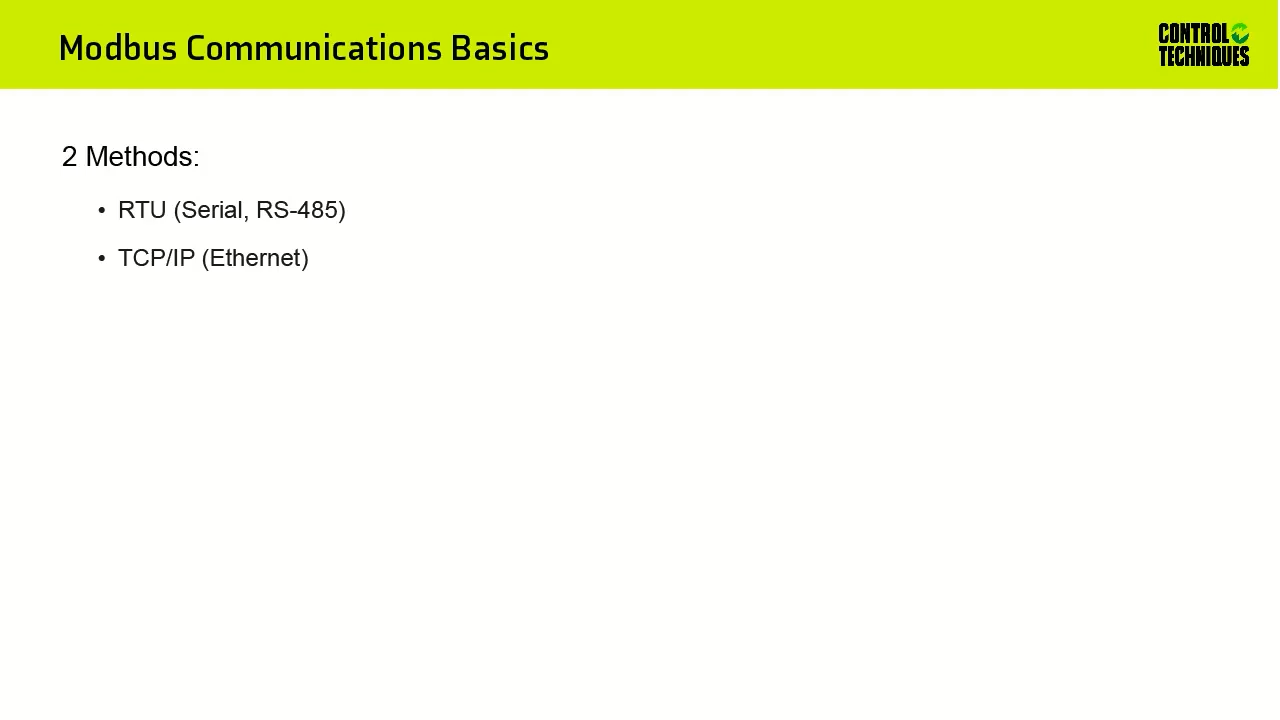 Modbus Communications Basics
CONTROL
TECHNIQUES
2 Methods:
• RTU (Serial, RS-485)
• TCP/IP (Ethernet)